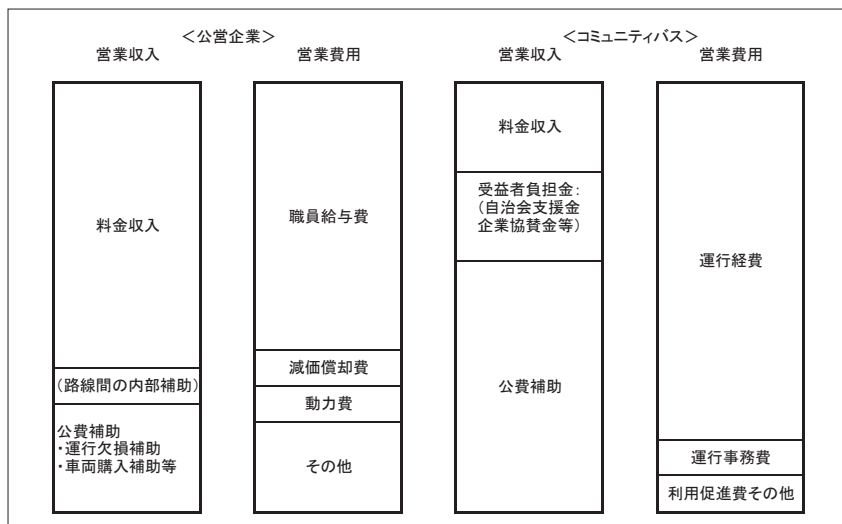 ＜公営企業＞
営業収入
営業費用
料金収入
（路線間の内部補助）
公費補助
・運行欠損補助
・車両購入補助等
職員給与費
減価償却費
動力費
その他
＜コミュニティバス＞
営業収入
営業費用
料金収入
受益者負担金：
（自治会支援金
企業協賛金等）
公費補助
運行経費
運行事務費
利用促進費その他